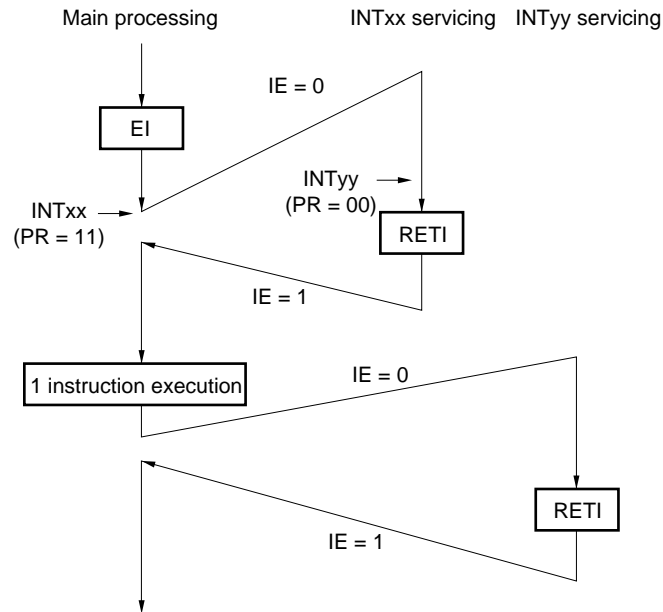 Main processing
INTxx servicing
INTyy servicing
IE = 0
EI
INTxx
(PR = 11)
INTyy
(PR = 00)
RETI
IE = 1
1 instruction execution
IE = 0
RETI
IE = 1